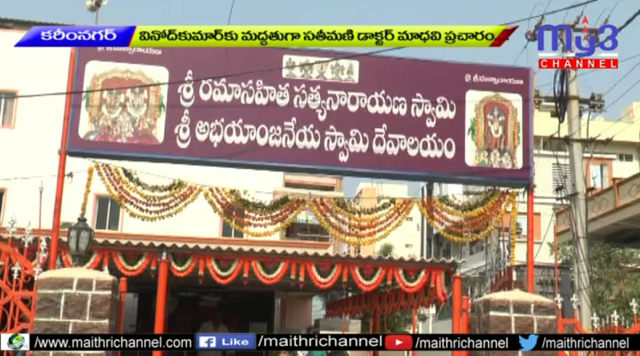 కరీంనగర్
వినోద్‌కుమార్‌కు మద్దతుగా సతీమణి డాక్టర్ మాధవి ప్రచారం
My3
CHANNEL
శ్రీ రమాసహిత సత్యనారాయణ స్వామి
శ్రీ అభయాంజనేయ స్వామి దేవాలయం
www.maithrichannel.com Like /maithrichannel /maithrichannel /maithrichannel